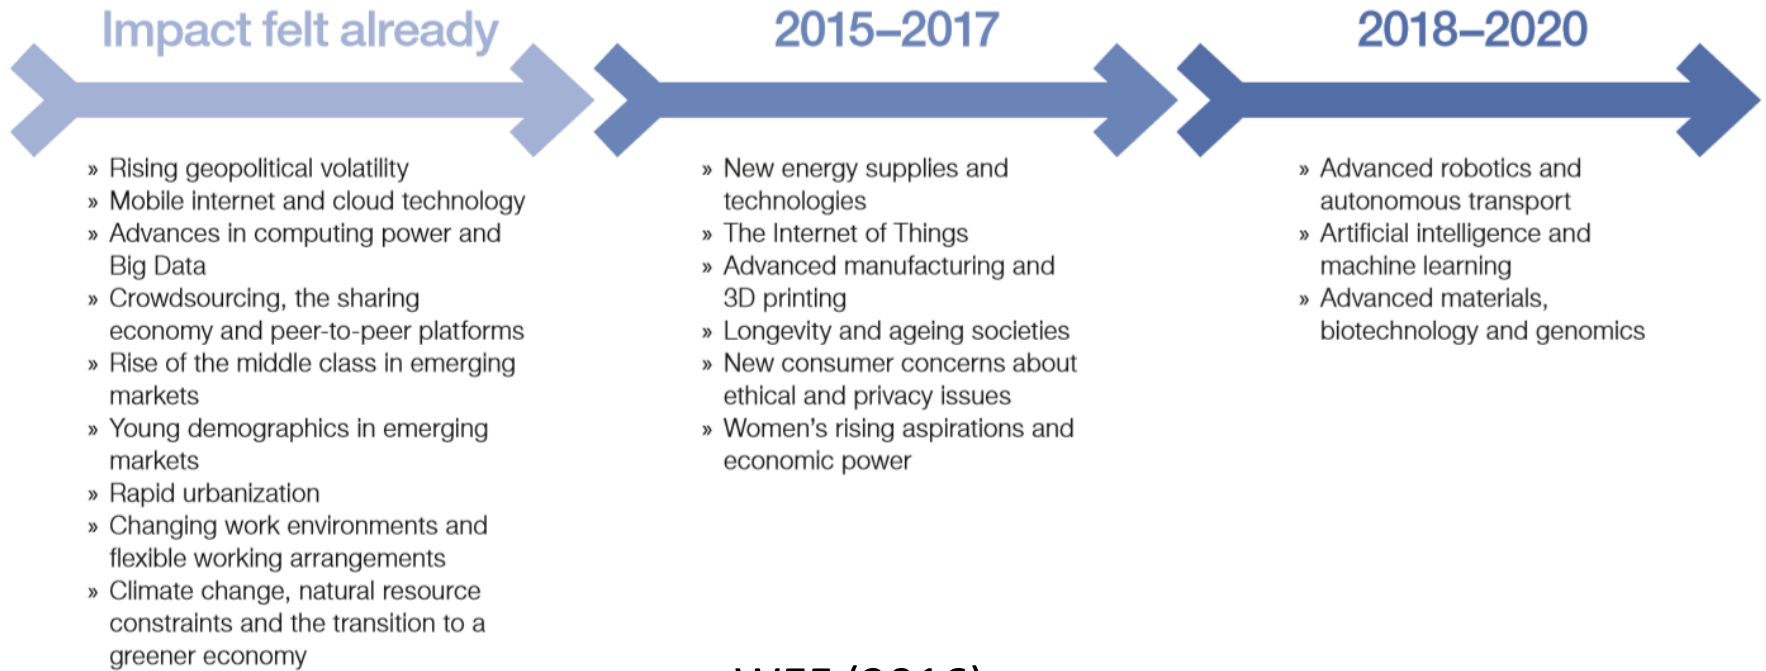 Impact felt already
» Rising geopolitical volatility
» Mobile internet and cloud technology
» Advances in computing power and
Big Data
» Crowdsourcing, the sharing
economy and peer-to-peer platforms
» Rise of the middle class in emerging
markets
» Young demographics in emerging
markets
» Rapid urbanization
» Changing work environments and
flexible working arrangements
» Climate change, natural resource
constraints and the transition to a
greener economy
2015–2017
» New energy supplies and
technologies
» The Internet of Things
» Advanced manufacturing and
3D printing
» Longevity and ageing societies
» New consumer concerns about
ethical and privacy issues
» Women’s rising aspirations and
economic power
2018–2020
» Advanced robotics and
autonomous transport
» Artificial intelligence and
machine learning
» Advanced materials,
biotechnology and genomics